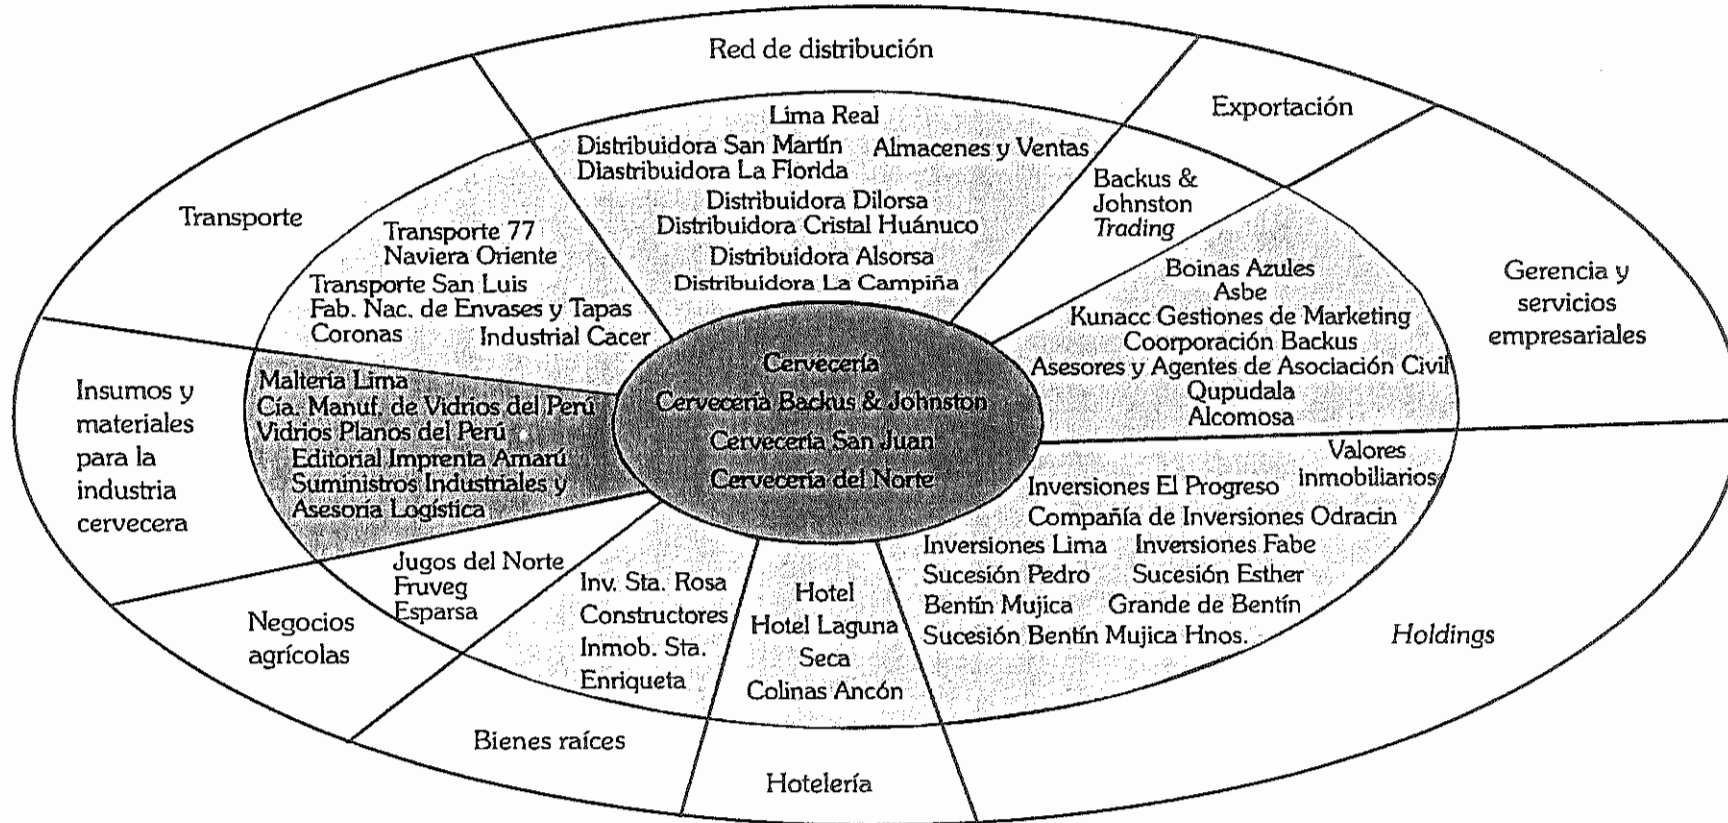 Red de distribución
Lima Real
Distribuidora San Martín
Almacenes y Ventas
DIastribuidora La Florida
Distribuidora Dilorsa
Distribuidora Cristal Huánuco
Distribuidora Alsorsa
Distribuidora La Campiña
Exportación
Backus &
Johnston
Trading
Gerencia y
servicios
empresariales
Boinas Azules
Asbe
Kunacc Gestiones de Marketing
Coorporación Backus
Asesores y Agentes de Asociación Civil
Qupudala
Alcomosa
Holdings
Valores
Inmobiliarios
Inversiones El Progreso
Compañía de Inversiones Odracin
Inversiones Lima Inversiones Fabe
Sucesión Pedro Sucesión Esther
Bentín Mujica Grande de Bentín
Sucesión Bentín Mujica Hnos.
Hotelería
Hotel
Hotel Laguna
Seca
Colinas Ancón
Bienes raíces
Inv. Sta. Rosa
Constructores
Inmob. Sta.
Enriqueta
Negocios
agrícolas
Jugos del Norte
Fruveg
Esparsa
Insumos y
materiales
para la
industria
cervecera
Maltería Lima
Cía. Manuf. de Vidrios del Perú
Vidrios Planos del Perú
Editorial Imprenta Amarú
Suministros Industriales y
Asesoría Logística
Transporte
Transporte 77
Naviera Oriente
Transporte San Luis
Fab. Nac. de Envases y Tapas
Coronas Industrial Cacer
Cervecería
Cervecería Backus & Johnston
Cervecería San Juan
Cervecería del Norte